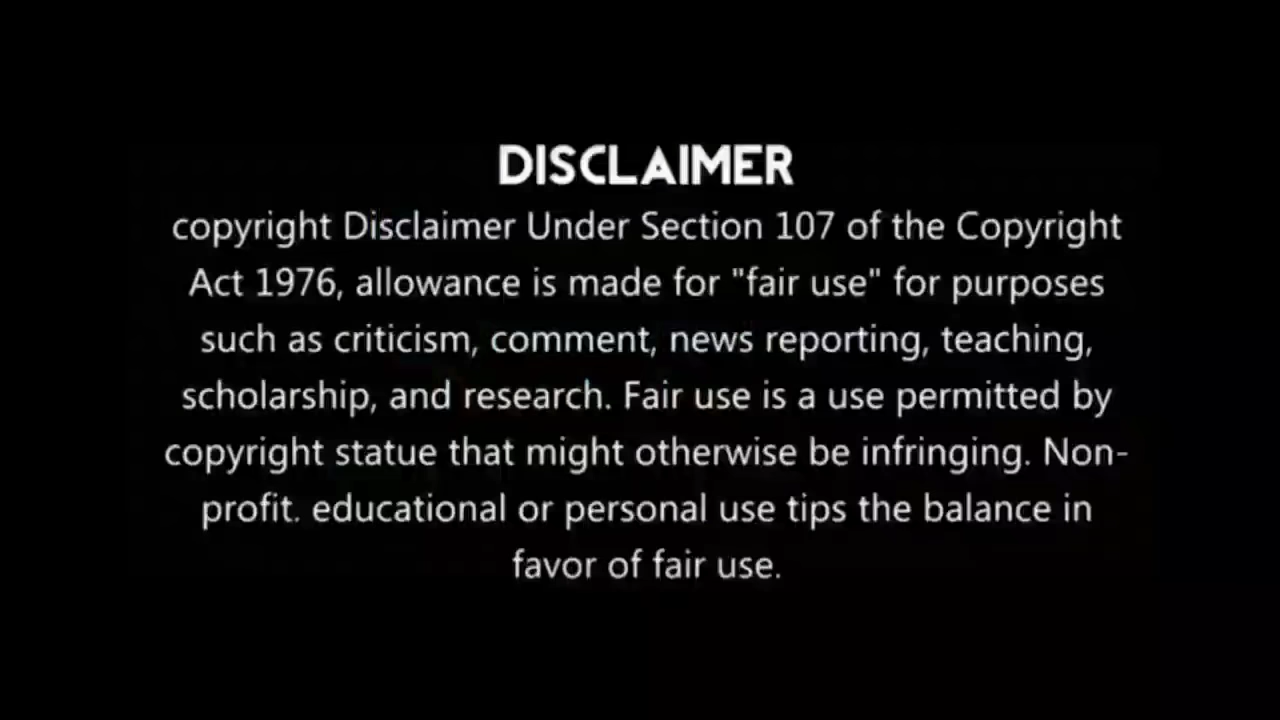 DISCLAIMER
copyright Disclaimer Under Section 107 of the Copyright
Act 1976, allowance is made for "fair use" for purposes
such as criticism, comment, news reporting, teaching,
scholarship, and research. Fair use is a use permitted by
copyright statue that might otherwise be infringing. Non-
profit. educational or personal use tips the balance in
favor of fair use.